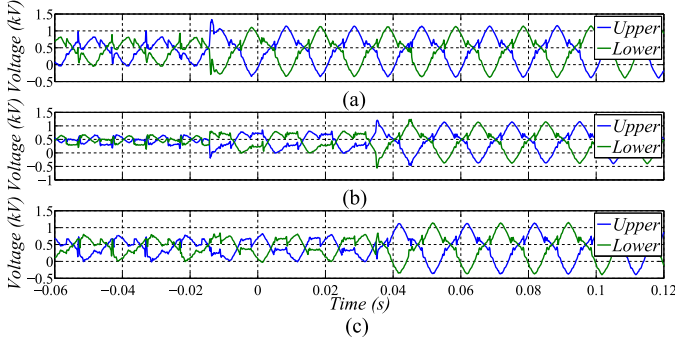 Voltage (kV)
1.5
1
0.5
0
−0.5
Upper
Lower
(a)
Voltage (kV)
1.5
1
0.5
0
−0.5
−1
Upper
Lower
(b)
Voltage (kV)
1.5
1
0.5
0
−0.5
Upper
Lower
−0.06 −0.04 −0.02 0 0.02 0.04 0.06 0.08 0.1 0.12
Time (s)
(c)